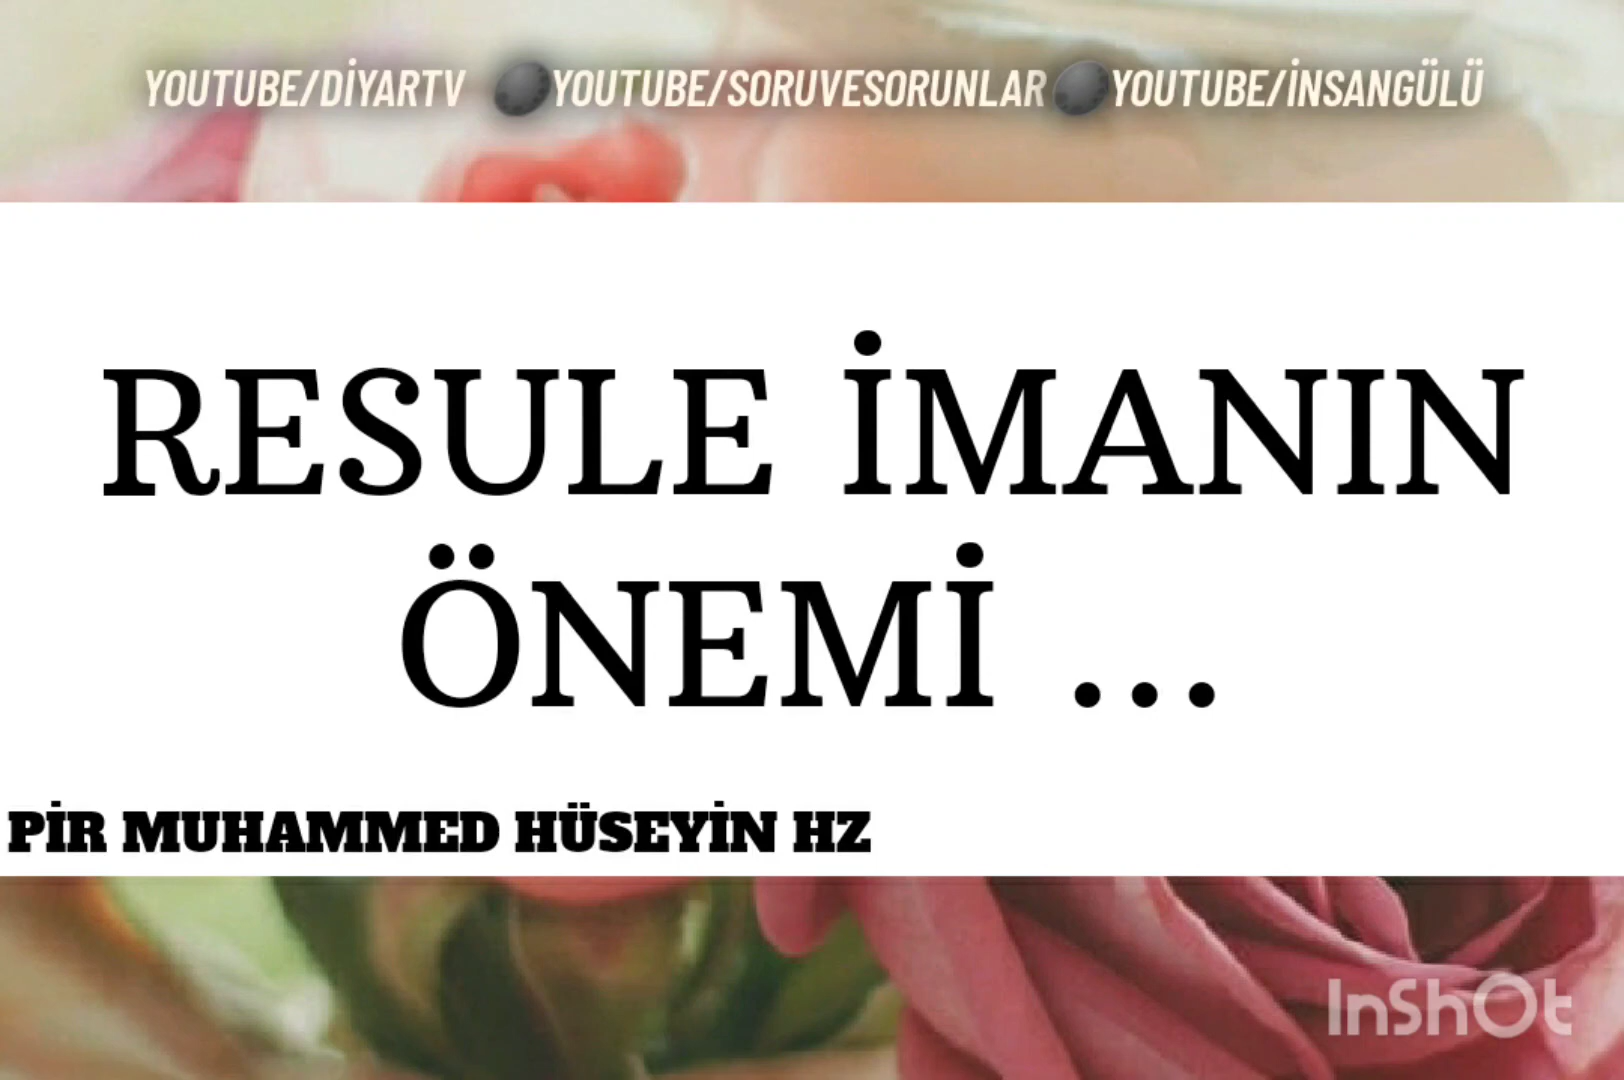 YOUTUBE/DİYARTV YOUTUBE/SORUVESORUNLAR YOUTUBE/İNSANGÜLÜ
RESULE İMANIN
ÖNEMİ ...
PİR MUHAMMED HÜSEYİN HZ
InShOt